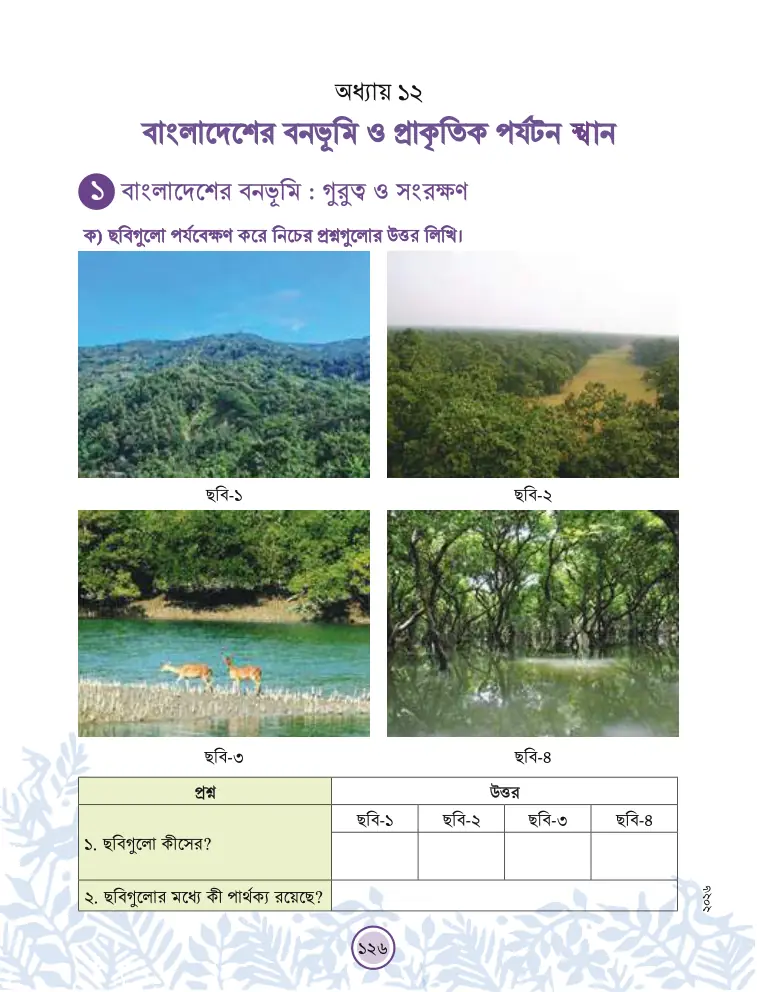 অধ্যায় ১২
বাংলাদেশের বনভূমি ও প্রাকৃতিক পর্যটন স্থান
১ বাংলাদেশের বনভূমি : গুরুত্ব ও সংরক্ষণ
ক) ছবিগুলো পর্যবেক্ষণ করে নিচের প্রশ্নগুলোর উত্তর লিখি।
ছবি-১ ছবি-২
ছবি-৩ ছবি-৪
প্রশ্ন উত্তর
ছবি-১ ছবি-২ ছবি-৩ ছবি-৪
১. ছবিগুলো কীসের?
২. ছবিগুলোর মধ্যে কী পার্থক্য রয়েছে?
২০২৬
১২৬